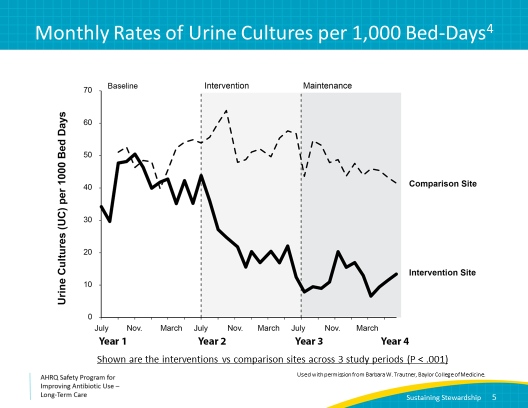 Monthly Rates of Urine Cultures per 1,000 Bed-Days4
Baseline
Intervention
Maintenance
70
60
50
40
30
20
10
0
Urine Cultures (UC) per 1000 Bed Days
Comparison Site
Intervention Site
July Nov. March July Nov. March July Nov. March
Year 1 Year 2 Year 3 Year 4
Shown are the interventions vs comparison sites across 3 study periods (P < .001)
Used with permission from Barbara W. Trautner, Baylor College of Medicine.
AHRQ Safety Program for
Improving Antibiotic Use –
Long-Term Care
Sustaining Stewardship 5